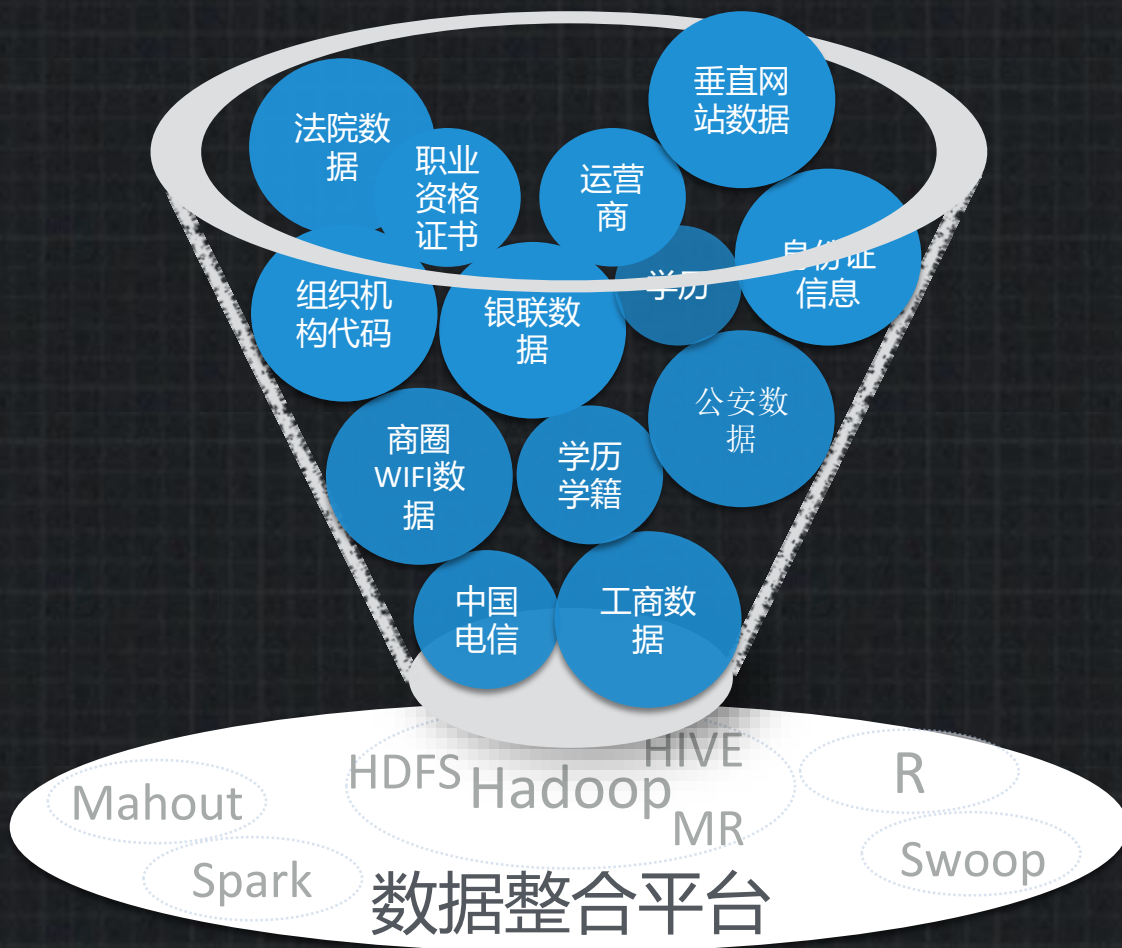 垂直网
站数据
法院数
据
职业
资格
证书
运营
商
身份证
信息
学历
组织机
构代码
银联数
据
公安数
据
商圈
WIFI数
据
学历
学籍
中国
电信
工商数
据
HIVE
HDFS
Hadoop
R
Mahout
MR
Swoop
Spark
数据整合平台